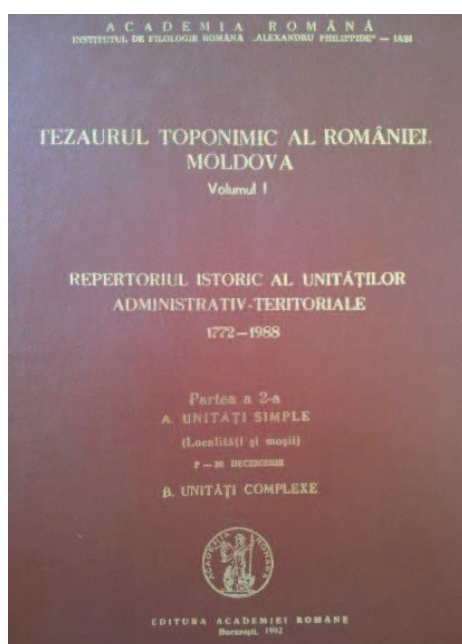 ACADEMIA ROMÂNĂ
INSTITUTUL DE FILOLOGIE ROMÂNĂ „ALEXANDRU PHILIPPIDE” — IAȘI
TEZAURUL TOPONIMIC AL ROMÂNIEI.
MOLDOVA
Volumul I
REPERTORIUL ISTORIC AL UNITĂȚILOR
ADMINISTRATIV-TERITORIALE
1772—1988
Partea a 2-a
A. UNITĂȚI SIMPLE
(Localități și moșii)
P — 30 DECEMBRIE
B. UNITĂȚI COMPLEXE
ACADEMIA ROMANA
EDITURA ACADEMIEI ROMÂNE
București, 1992